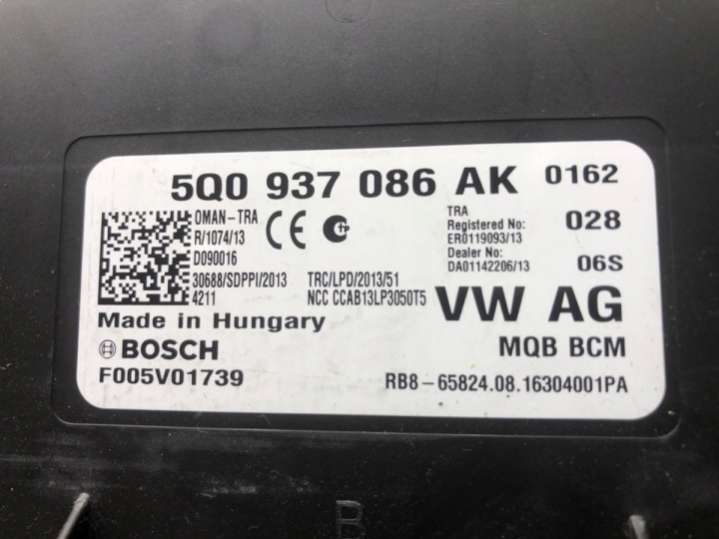 5Q0 937 086 AK 0162
OMAN-TRA
R/1074/13
D090016
30688/SDPPI/2013
4211
CE
TRC/LPD/2013/51
NCC CCAB13LP3050T5
TRA
Registered No:
ER0119093/13
Dealer No:
DA01142206/13
028
06S
Made in Hungary
VW AG
BOSCH
MQB BCM
F005V01739
RB8-65824.08.16304001PA
B